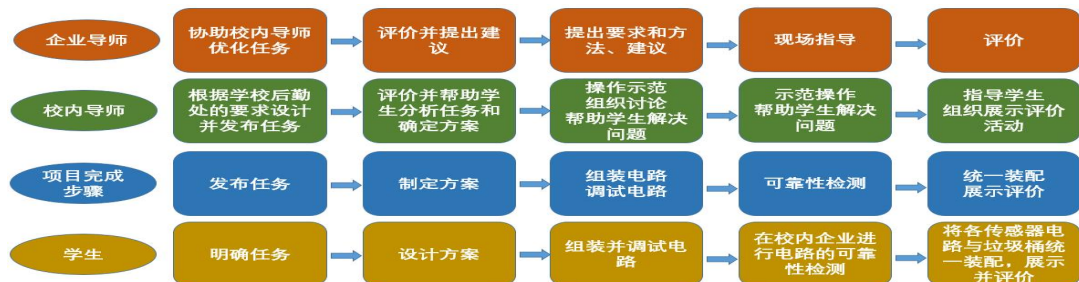 企业导师
协助校内导师
优化任务
评价并提出建
议
提出要求和方
法、建议
现场指导
评价
校内导师
根据学校后勤
处的要求设计
并发布任务
评价并帮助学
生分析任务和
确定方案
操作示范
组织讨论
帮助学生解决
问题
示范操作
帮助学生解决
问题
指导学生
组织展示评价
活动
项目完成
步骤
发布任务
制定方案
组装电路
调试电路
可靠性检测
统一装配
展示评价
学生
明确任务
设计方案
组装并调试电
路
在校内企业进
行电路的可靠
性检测
将各传感器电
路与垃圾桶统
一装配，展示
并评价